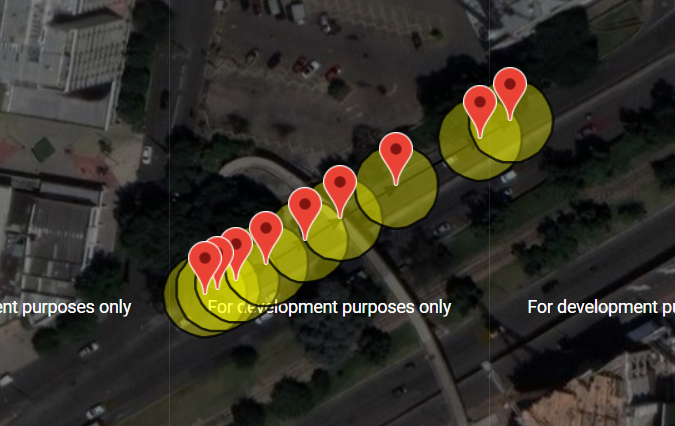 ent purposes only
For development purposes only
For development pu